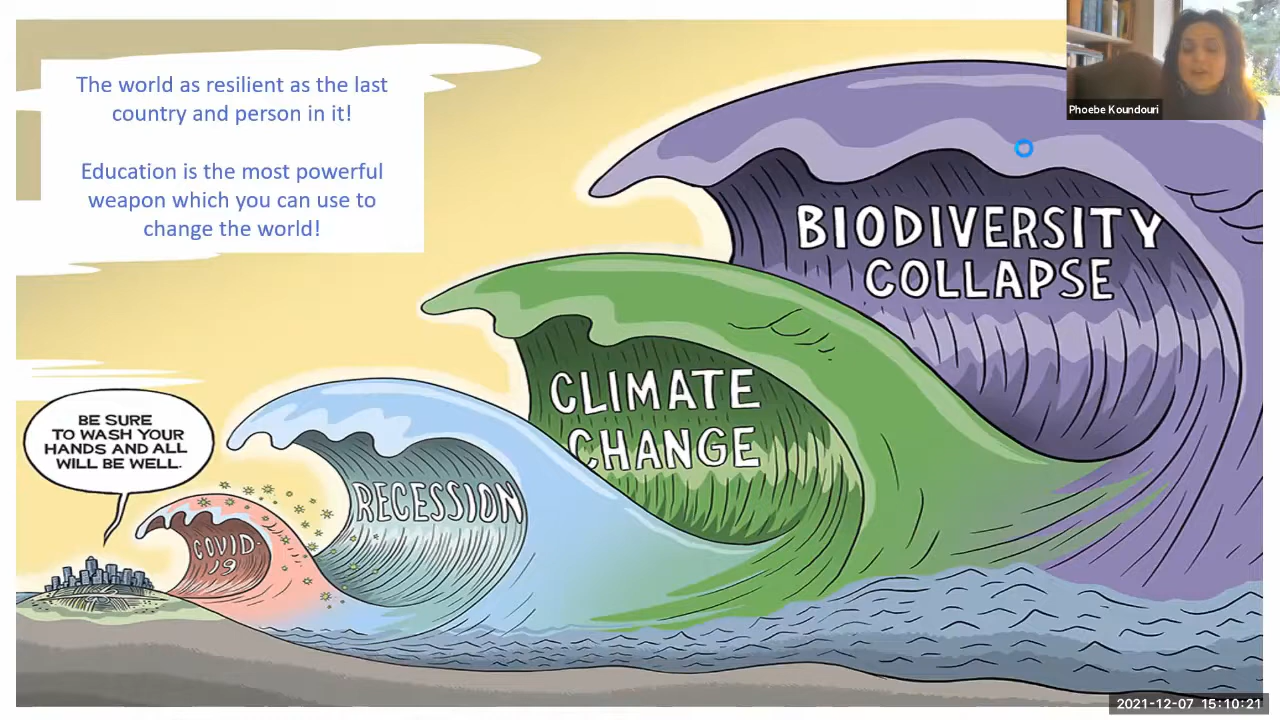 The world as resilient as the last
country and person in it!
Education is the most powerful
weapon which you can use to
change the world!
Phoebe Koundouri
BIODIVERSITY
COLLAPSE
CLIMATE
CHANGE
BE SURE
TO WASH YOUR
HANDS AND ALL
WILL BE WELL.
RECESSION
COVID-
19
2021-12-07 15:10:21